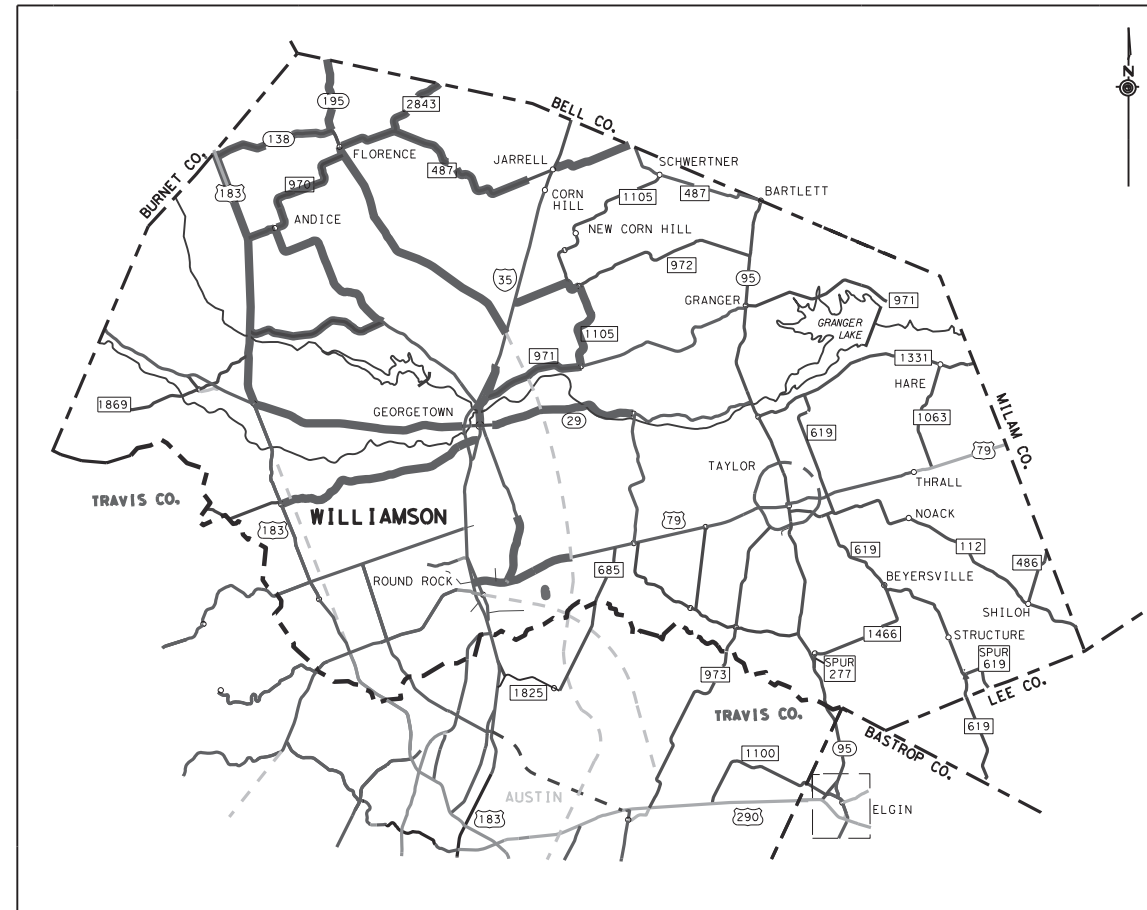 N
195
2843
BELL CO.
138
FLORENCE
JARRELL
SCHWERTNER
BURNET CO.
487
183
970
CORN
HILL
1105
487
BARTLETT
ANDICE
NEW CORN HILL
972
35
95
GRANGER
971
GRANGER
LAKE
1105
971
1331
HARE
1869
GEORGETOWN
29
1063
MILAM CO.
619
79
TAYLOR
THRALL
TRAVIS CO.
WILLIAMSON
183
79
NOACK
619
112
486
ROUND ROCK
685
BEYERSVILLE
SHILOH
1466
STRUCTURE
SPUR
619
SPUR
277
973
1825
LEE CO.
TRAVIS CO.
619
95
BASTROP CO.
1100
AUSTIN
183
290
ELGIN